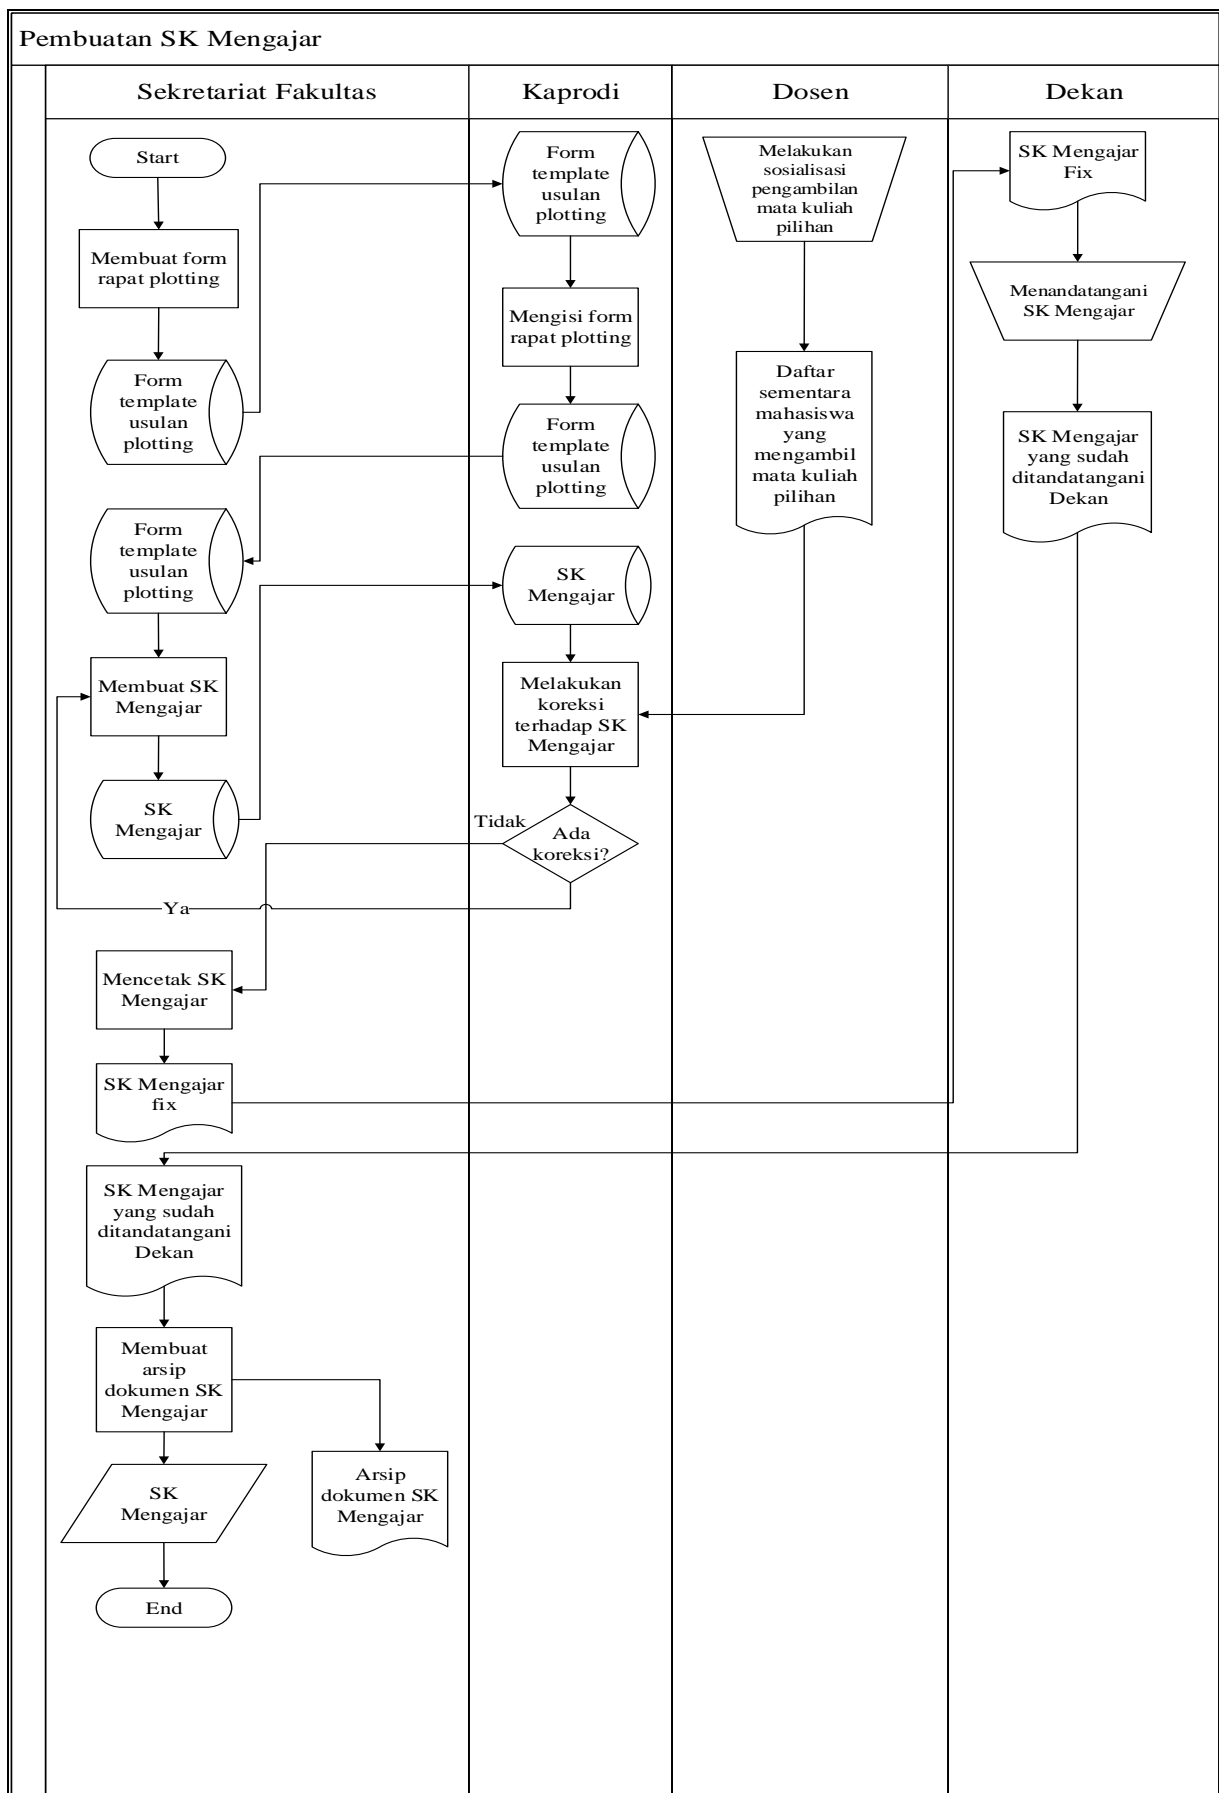 Pembuatan SK Mengajar
Sekretariat Fakultas
Kaprodi
Dosen
Dekan
Start
Membuat form
rapat plotting
Form
template
usulan
plotting
Form
template
usulan
plotting
Membuat SK
Mengajar
SK
Mengajar
Mencetak SK
Mengajar
SK Mengajar
fix
SK Mengajar
yang sudah
ditandatangani
Dekan
Membuat
arsip
dokumen SK
Mengajar
SK
Mengajar
End
Arsip
dokumen SK
Mengajar
Form
template
usulan
plotting
Mengisi form
rapat plotting
Form
template
usulan
plotting
SK
Mengajar
Melakukan
koreksi
terhadap SK
Mengajar
Ada
koreksi?
Tidak
Ya
Melakukan
sosialisasi
pengambilan
mata kuliah
pilihan
Daftar
sementara
mahasiswa
yang
mengambil
mata kuliah
pilihan
SK Mengajar
Fix
Menandatangani
SK Mengajar
SK Mengajar
yang sudah
ditandatangani
Dekan